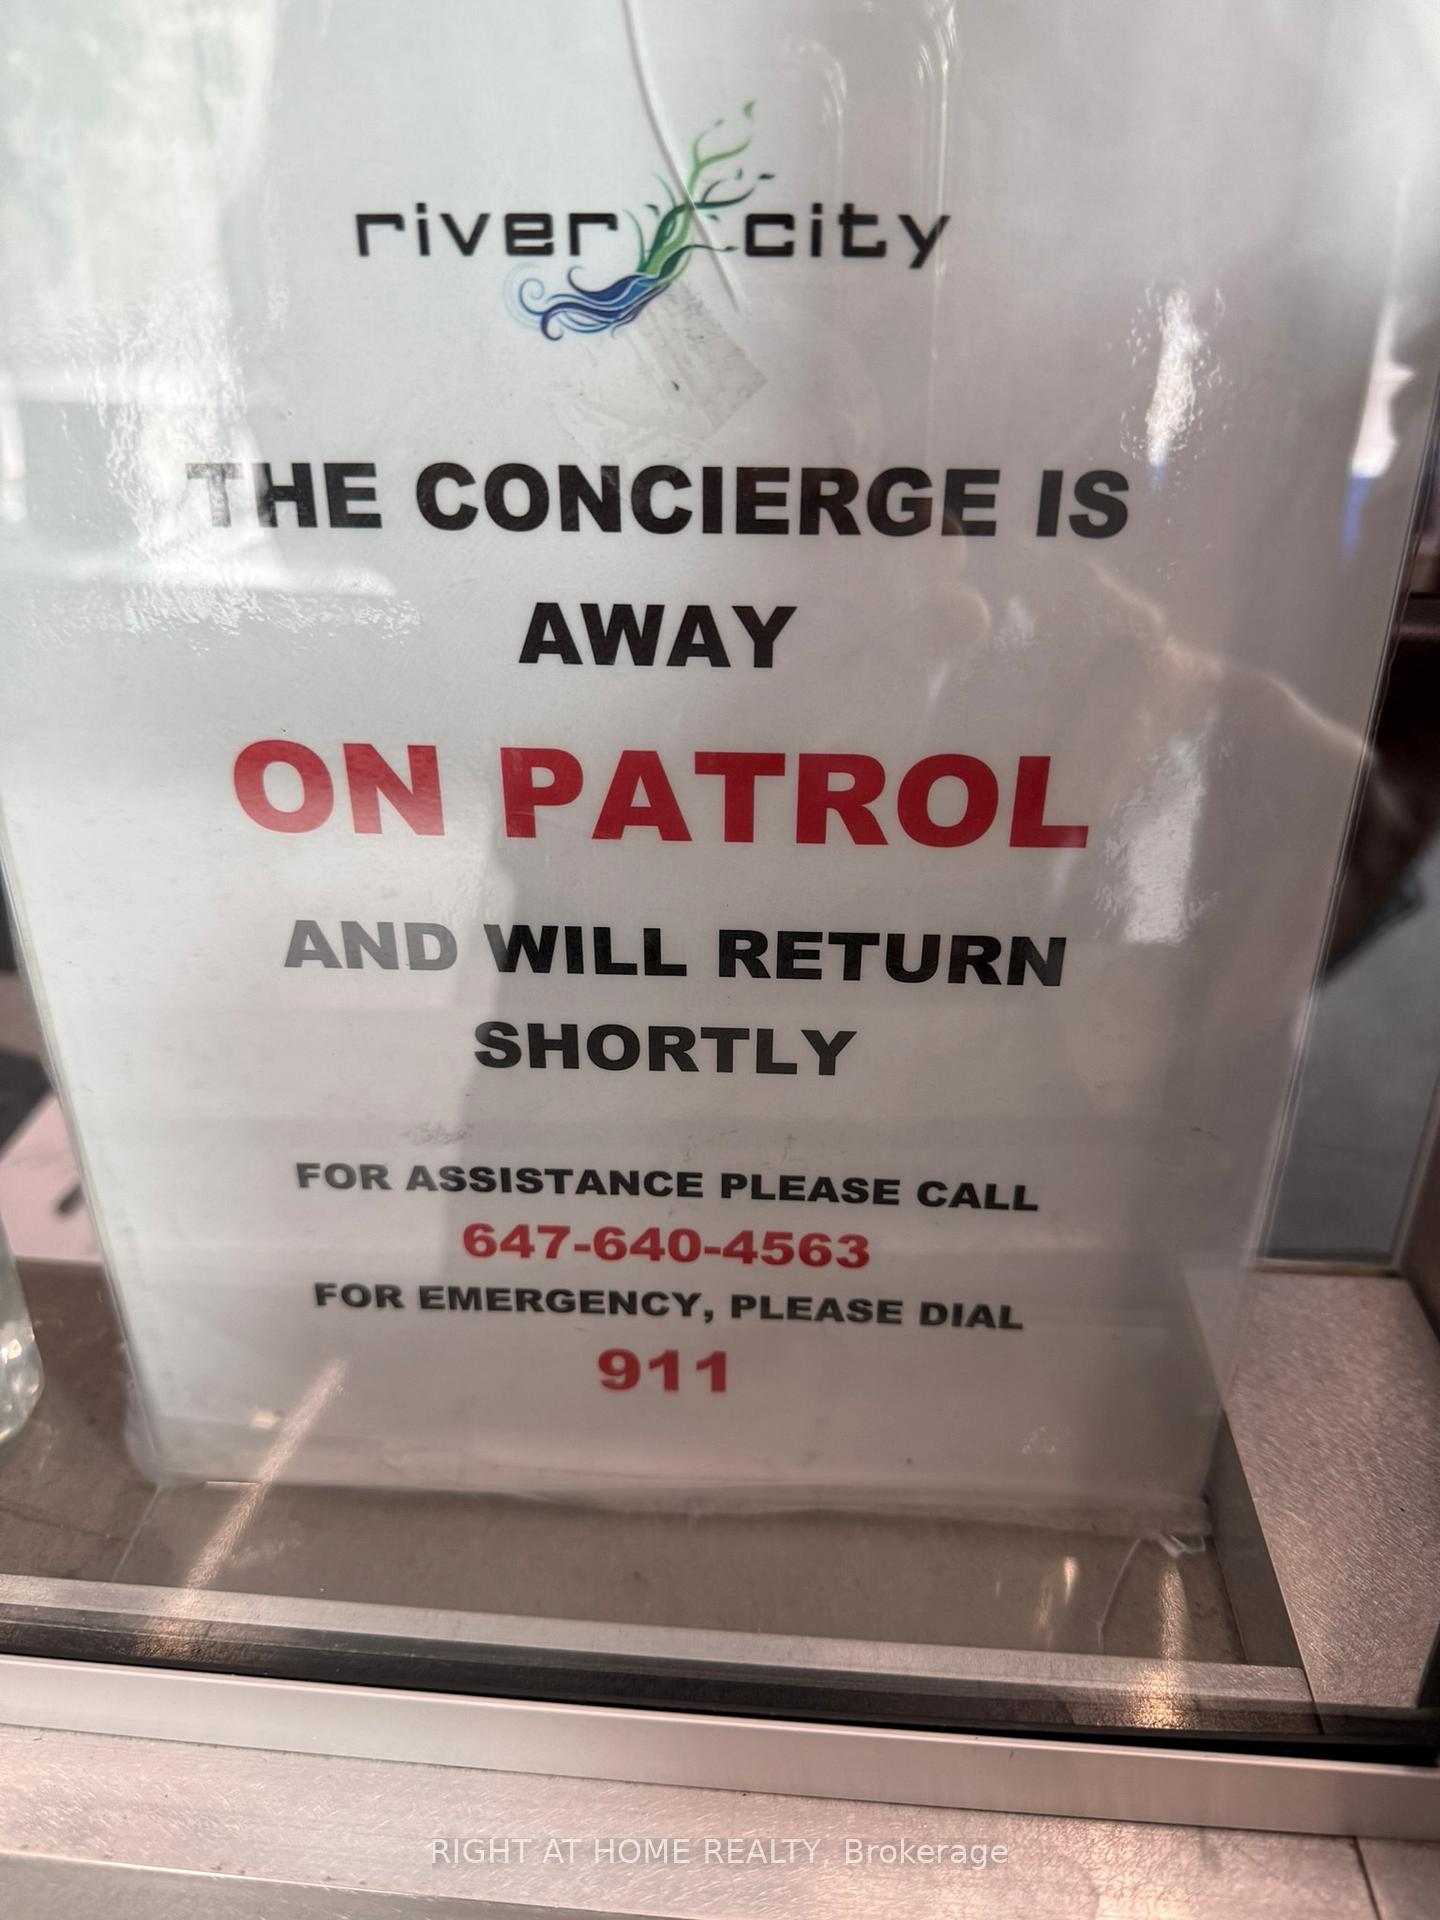 river city
THE CONCIERGE IS
AWAY
ON PATROL
AND WILL RETURN
SHORTLY
FOR ASSISTANCE PLEASE CALL
647-640-4563
FOR EMERGENCY, PLEASE DIAL
911
RIGHT AT HOME REALTY, Brokerage